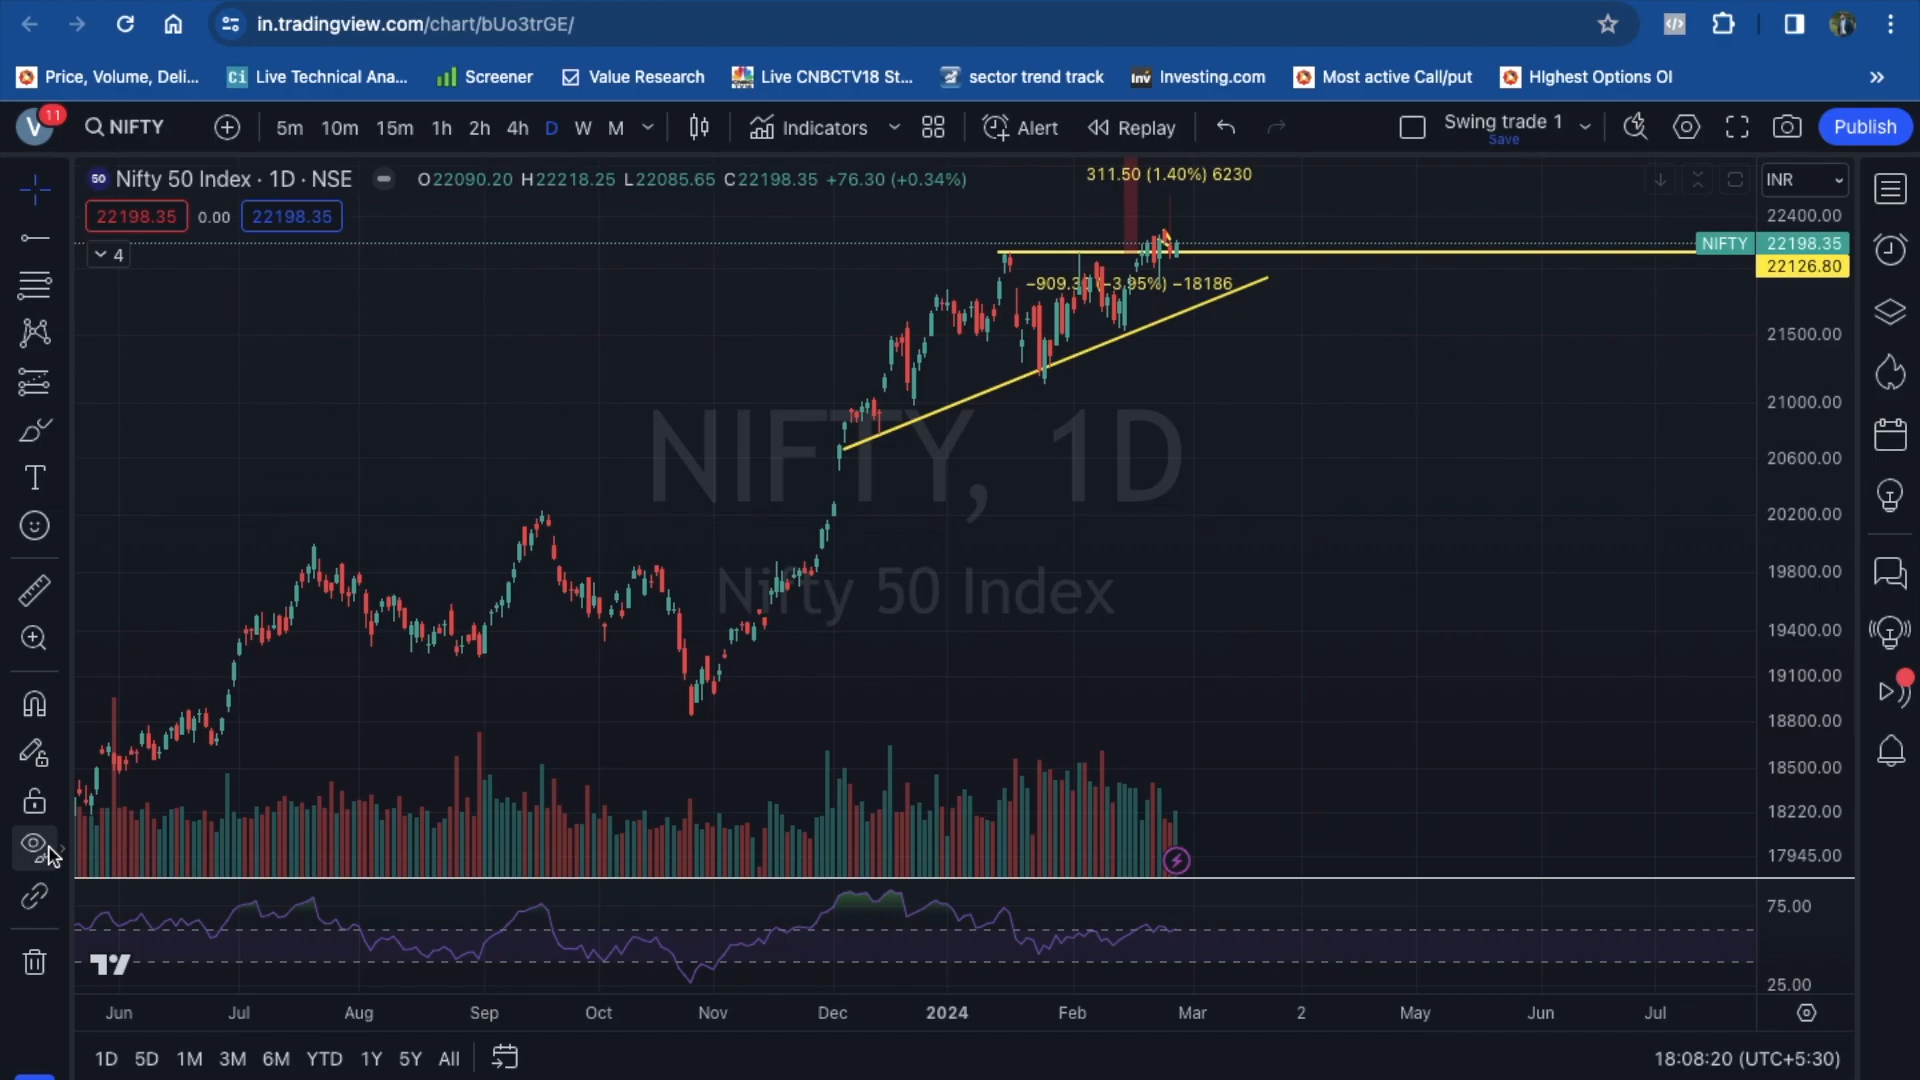 in.tradingview.com/chart/bUo3trGE/
Price, Volume, Deli...
Ci Live Technical Ana...
Screener
Value Research
Live CNBCTV18 St...
sector trend track
Inv Investing.com
Most active Call/put
HIghest Options OI
»
V 11
NIFTY
5m 10m 15m 1h 2h 4h D W M
Indicators
Alert
Replay
Swing trade 1
Save
Publish
50 Nifty 50 Index · 1D · NSE
O22090.20 H22218.25 L22085.65 C22198.35 +76.30 (+0.34%)
22198.35 0.00 22198.35
4
311.50 (1.40%) 6230
(−3.95%) −18186
NIFTY, 1D
Nifty 50 Index
INR
22400.00
NIFTY 22198.35
22126.80
21500.00
21000.00
20600.00
20200.00
19800.00
19400.00
19100.00
18800.00
18500.00
18220.00
17945.00
75.00
25.00
Jun Jul Aug Sep Oct Nov Dec 2024 Feb Mar 2 May Jun Jul
1D 5D 1M 3M 6M YTD 1Y 5Y All
18:08:20 (UTC+5:30)